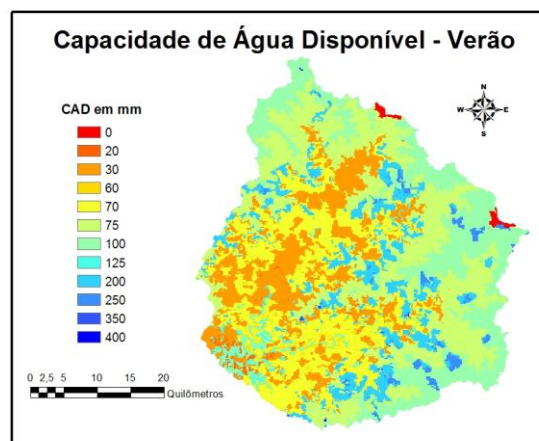 Capacidade de Água Disponível - Verão
CAD em mm
0
20
30
60
70
75
100
125
200
250
350
400
N
W E
S
0 2,5 5 10 15 20
Quilômetros